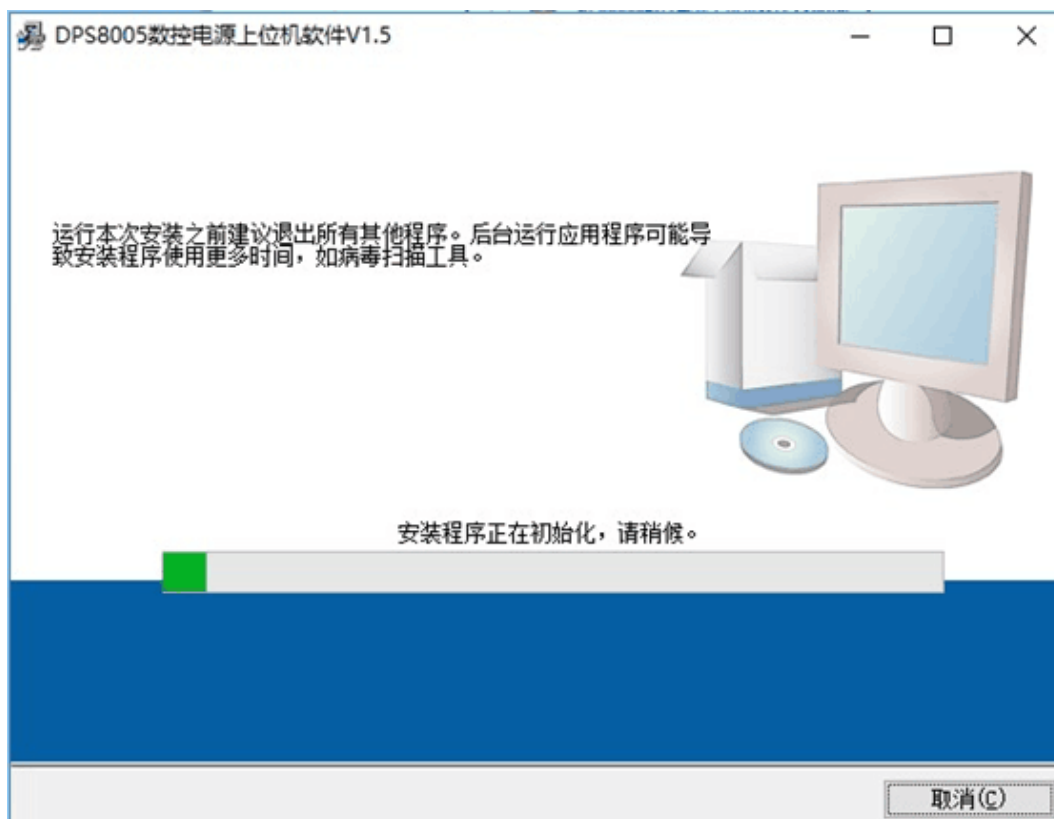 DPS8005数控电源上位机软件V1.5
运行本次安装之前建议退出所有其他程序。后台运行应用程序可能导
致安装程序使用更多时间，如病毒扫描工具。
安装程序正在初始化，请稍候。
取消(C)